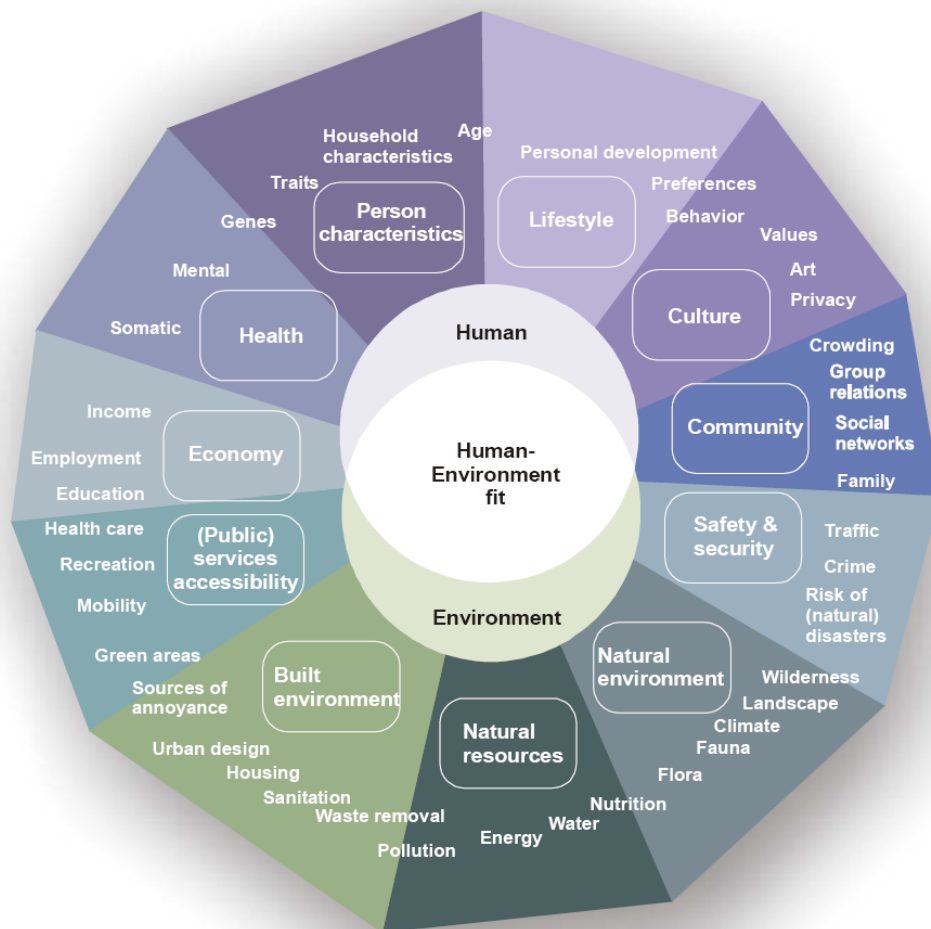 Age
Household
characteristics
Traits
Genes
Person
characteristics
Personal development
Lifestyle
Preferences
Behavior
Values
Art
Privacy
Culture
Crowding
Group
relations
Social
networks
Family
Community
Safety &
security
Traffic
Crime
Risk of
(natural)
disasters
Natural
environment
Wilderness
Landscape
Climate
Fauna
Flora
Natural
resources
Nutrition
Water
Energy
Pollution
Built
environment
Green areas
Sources of
annoyance
Urban design
Housing
Sanitation
Waste removal
(Public)
services
accessibility
Health care
Recreation
Mobility
Economy
Income
Employment
Education
Health
Mental
Somatic
Human
Human-
Environment
fit
Environment